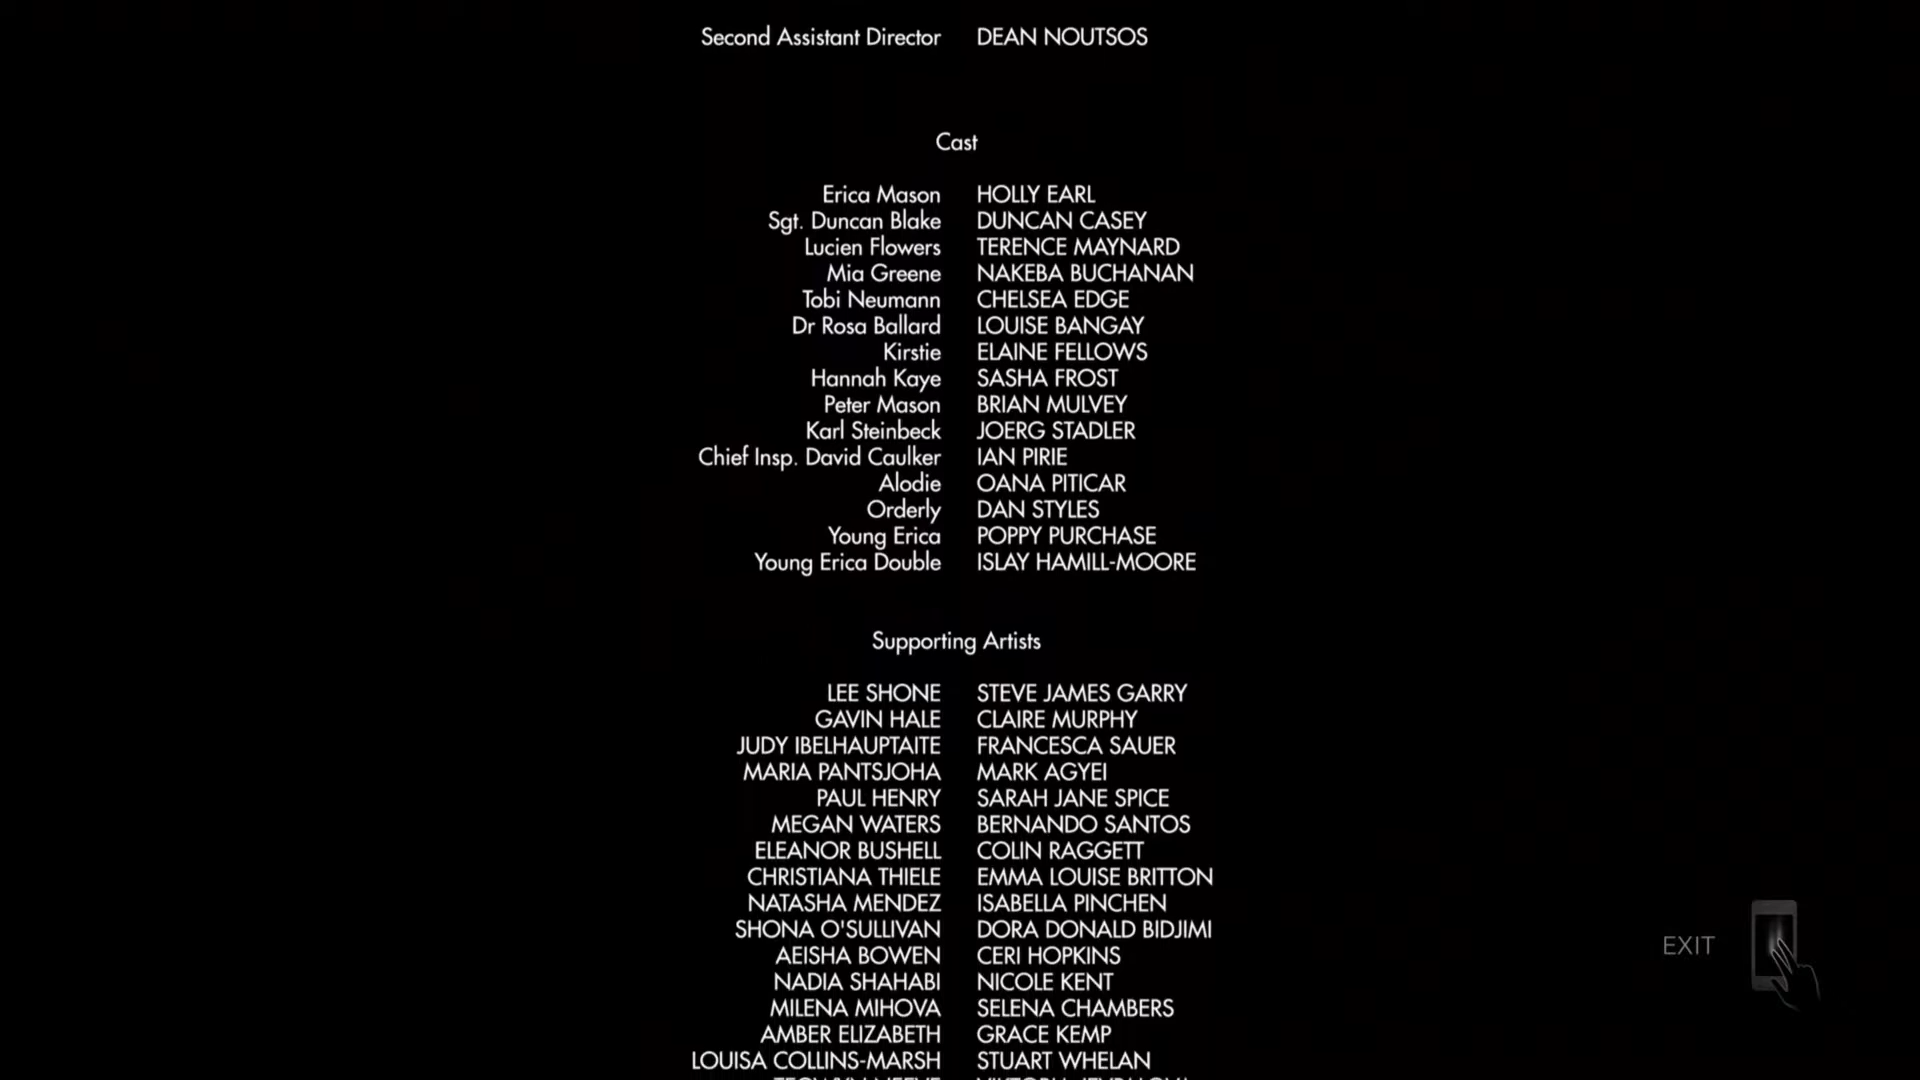 Second Assistant Director DEAN NOUTSOS
Cast
Erica Mason HOLLY EARL
Sgt. Duncan Blake DUNCAN CASEY
Lucien Flowers TERENCE MAYNARD
Mia Greene NAKEBA BUCHANAN
Tobi Neumann CHELSEA EDGE
Dr Rosa Ballard LOUISE BANGAY
Kirstie ELAINE FELLOWS
Hannah Kaye SASHA FROST
Peter Mason BRIAN MULVEY
Karl Steinbeck JOERG STADLER
Chief Insp. David Caulker IAN PIRIE
Alodie OANA PITICAR
Orderly DAN STYLES
Young Erica POPPY PURCHASE
Young Erica Double ISLAY HAMILL-MOORE
Supporting Artists
LEE SHONE STEVE JAMES GARRY
GAVIN HALE CLAIRE MURPHY
JUDY IBELHAUPTAITE FRANCESCA SAUER
MARIA PANTSJOHA MARK AGYEI
PAUL HENRY SARAH JANE SPICE
MEGAN WATERS BERNANDO SANTOS
ELEANOR BUSHELL COLIN RAGGETT
CHRISTIANA THIELE EMMA LOUISE BRITTON
NATASHA MENDEZ ISABELLA PINCHEN
SHONA O'SULLIVAN DORA DONALD BIDJIMI
AEISHA BOWEN CERI HOPKINS
NADIA SHAHABI NICOLE KENT
MILENA MIHOVA SELENA CHAMBERS
AMBER ELIZABETH GRACE KEMP
LOUISA COLLINS-MARSH STUART WHELAN
EXIT